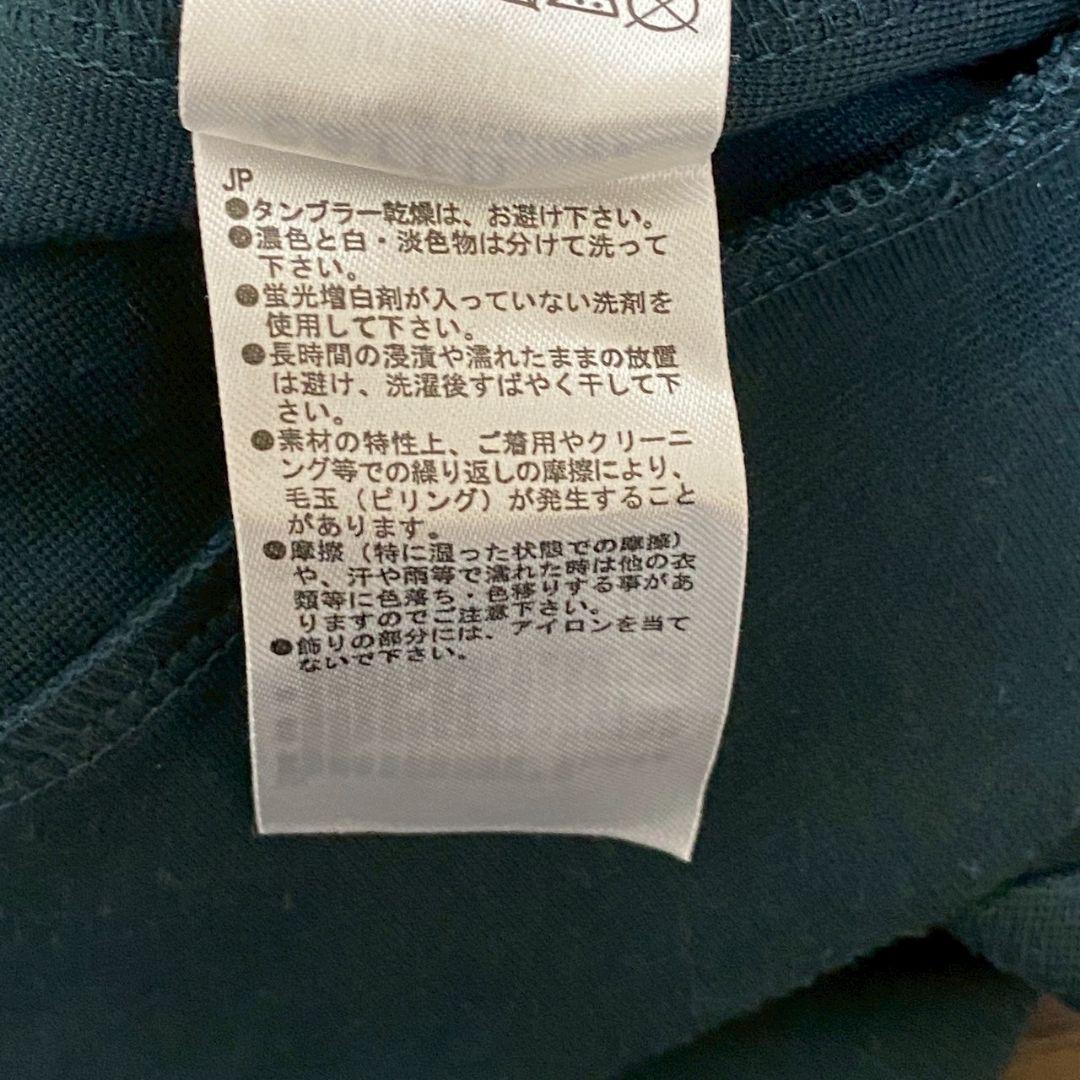 JP
●タンブラー乾燥は、お避け下さい。
●濃色と白・淡色物は分けて洗って
下さい。
●蛍光増白剤が入っていない洗剤を
使用して下さい。
●長時間の浸漬や濡れたままの放置
は避け、洗濯後すばやく干して下
さい。
●素材の特性上、ご着用やクリーニ
ング等での繰り返しの摩擦により、
毛玉（ピリング）が発生すること
があります。
●摩擦（特に湿った状態での摩擦）
や、汗や雨等で濡れた時は他の衣
類等に色落ち・色移りする事があ
りますのでご注意下さい。
●飾りの部分には、アイロンを当て
ないで下さい。